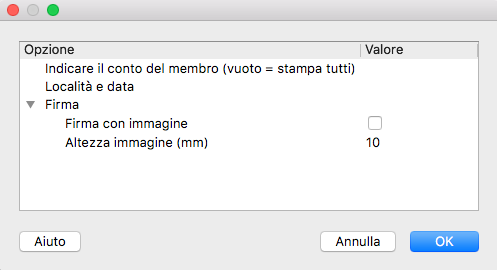 Opzione Valore
Indicare il conto del membro (vuoto = stampa tutti)
Località e data
Firma
Firma con immagine
Altezza immagine (mm) 10
Aiuto Annulla OK